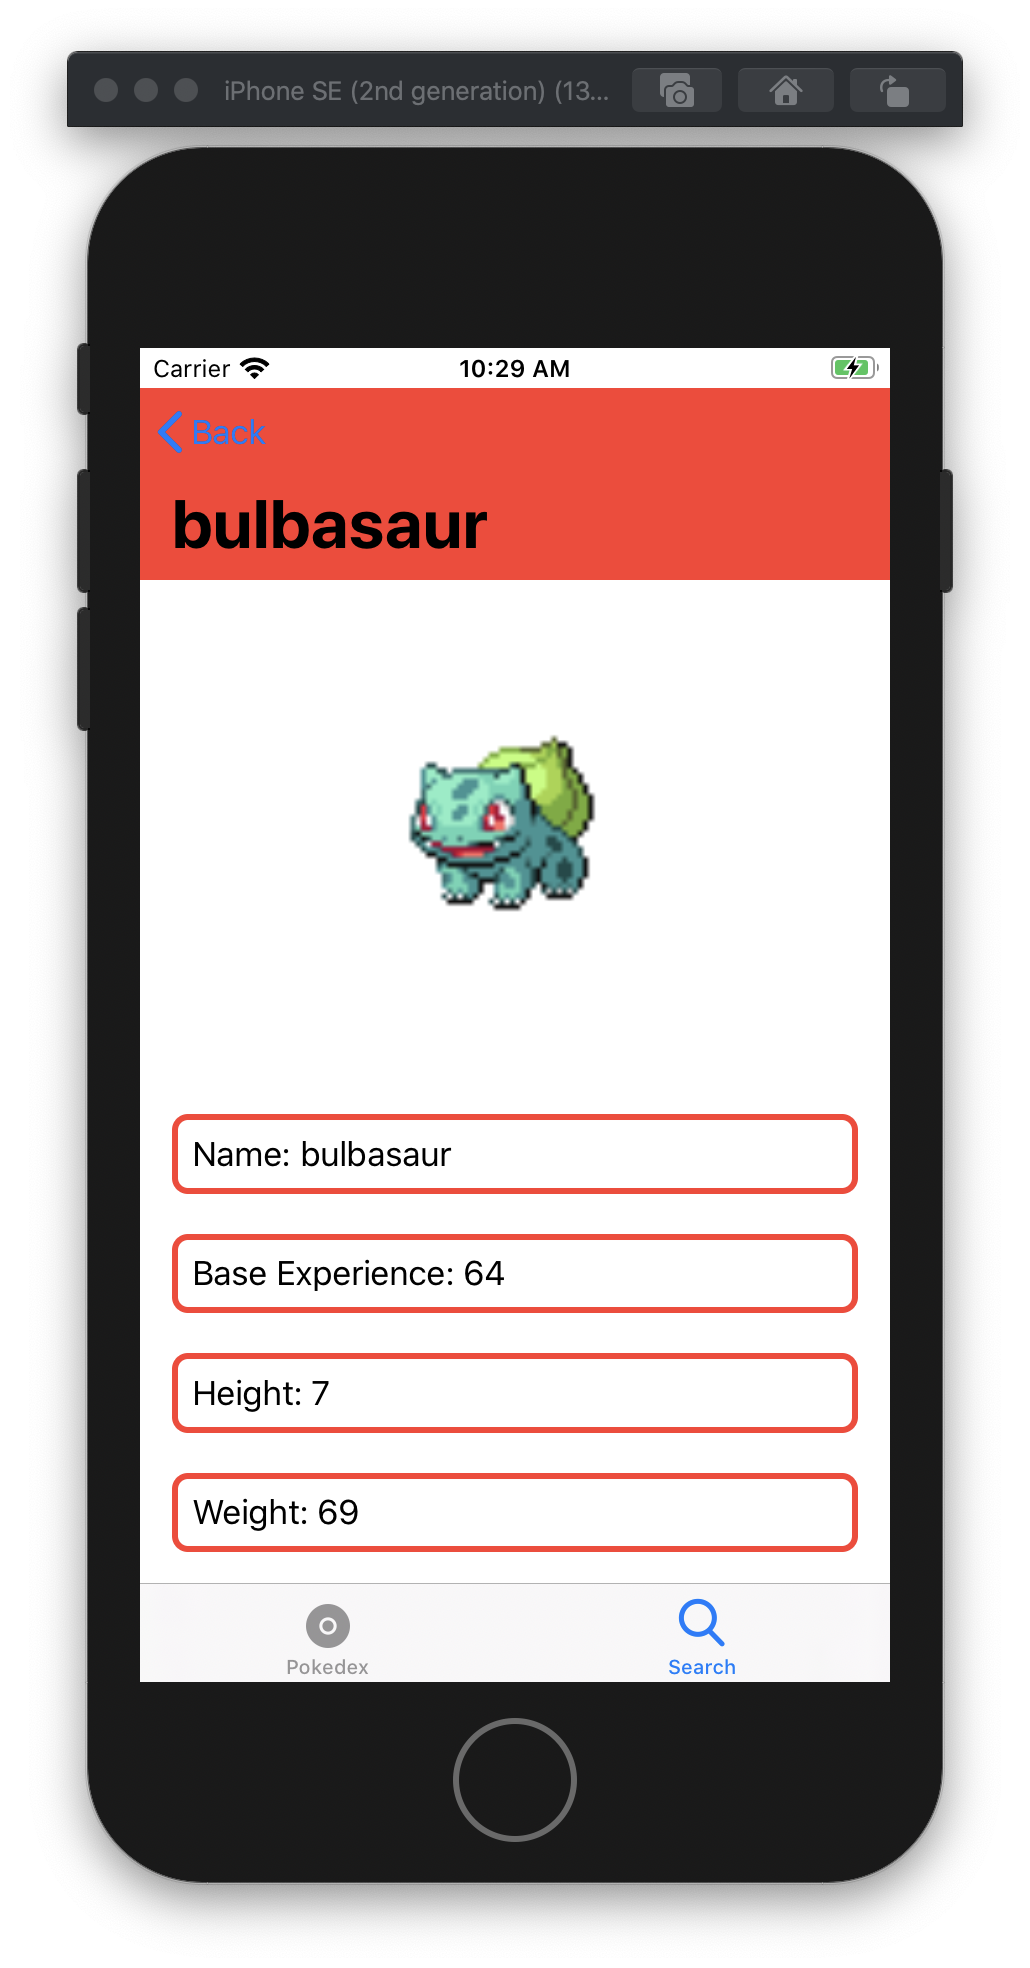 iPhone SE (2nd generation) (13...
Carrier
10:29 AM
Back
bulbasaur
Name: bulbasaur
Base Experience: 64
Height: 7
Weight: 69
Pokedex
Search